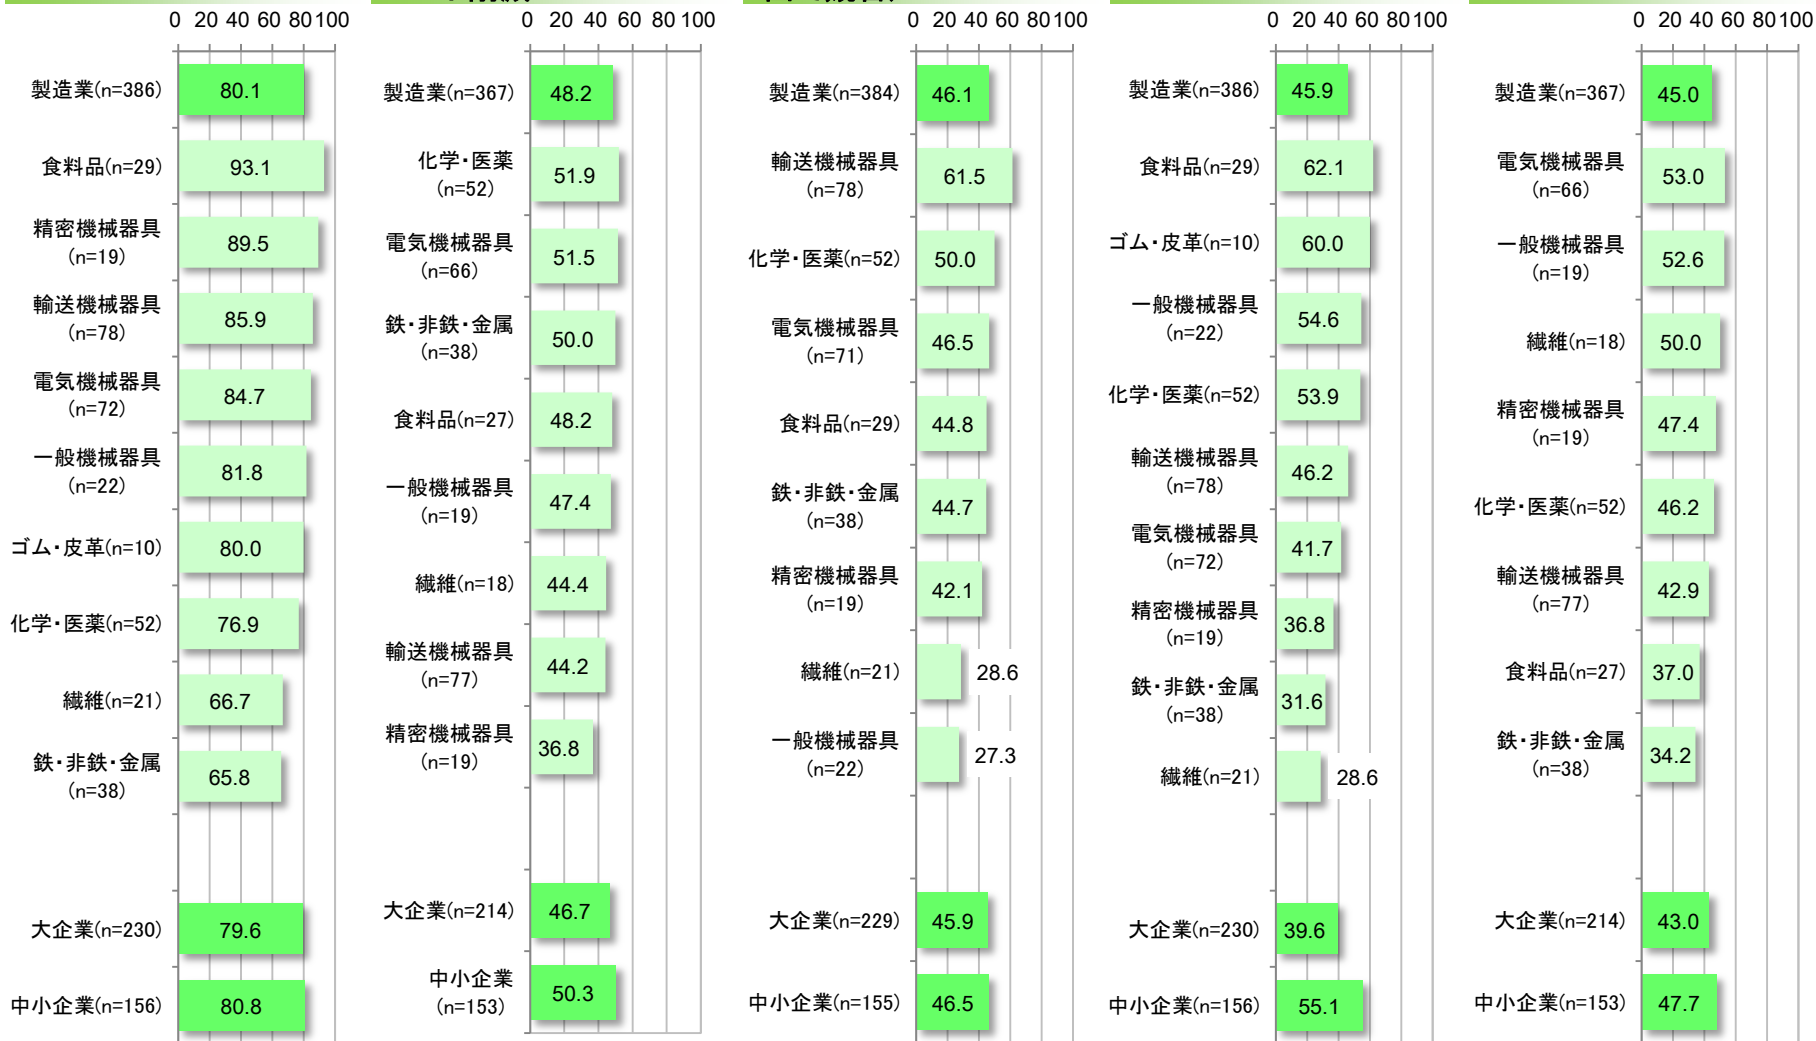 0 20 40 60 80 100
製造業(n=386)
80.1
食料品(n=29)
93.1
精密機械器具
(n=19)
89.5
輸送機械器具
(n=78)
85.9
電気機械器具
(n=72)
84.7
一般機械器具
(n=22)
81.8
ゴム・皮革(n=10)
80.0
化学・医薬(n=52)
76.9
繊維(n=21)
66.7
鉄・非鉄・金属
(n=38)
65.8
大企業(n=230)
79.6
中小企業(n=156)
80.8
0 20 40 60 80 100
製造業(n=367)
48.2
化学・医薬
(n=52)
51.9
電気機械器具
(n=66)
51.5
鉄・非鉄・金属
(n=38)
50.0
食料品(n=27)
48.2
一般機械器具
(n=19)
47.4
繊維(n=18)
44.4
輸送機械器具
(n=77)
44.2
精密機械器具
(n=19)
36.8
大企業(n=214)
46.7
中小企業
(n=153)
50.3
0 20 40 60 80 100
製造業(n=384)
46.1
輸送機械器具
(n=78)
61.5
化学・医薬(n=52)
50.0
電気機械器具
(n=71)
46.5
食料品(n=29)
44.8
鉄・非鉄・金属
(n=38)
44.7
精密機械器具
(n=19)
42.1
繊維(n=21)
28.6
一般機械器具
(n=22)
27.3
大企業(n=229)
45.9
中小企業(n=155)
46.5
0 20 40 60 80 100
製造業(n=386)
45.9
食料品(n=29)
62.1
ゴム・皮革(n=10)
60.0
一般機械器具
(n=22)
54.6
化学・医薬(n=52)
53.9
輸送機械器具
(n=78)
46.2
電気機械器具
(n=72)
41.7
精密機械器具
(n=19)
36.8
鉄・非鉄・金属
(n=38)
31.6
繊維(n=21)
28.6
大企業(n=230)
39.6
中小企業(n=156)
55.1
0 20 40 60 80 100
製造業(n=367)
45.0
電気機械器具
(n=66)
53.0
一般機械器具
(n=19)
52.6
繊維(n=18)
50.0
精密機械器具
(n=19)
47.4
化学・医薬(n=52)
46.2
輸送機械器具
(n=77)
42.9
食料品(n=27)
37.0
鉄・非鉄・金属
(n=38)
34.2
大企業(n=214)
43.0
中小企業(n=153)
47.7